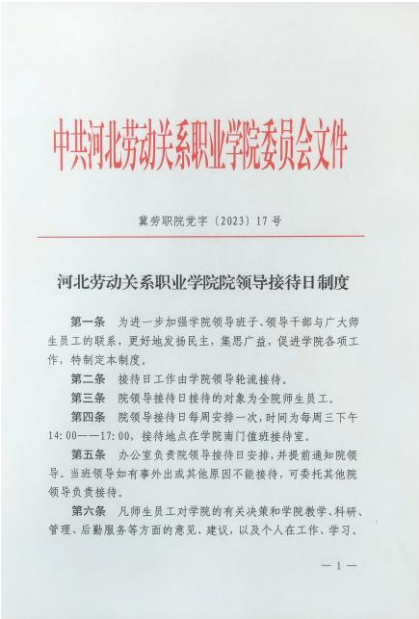 中共河北劳动关系职业学院委员会文件
冀劳职院党字〔2023〕17号
河北劳动关系职业学院院领导接待日制度
第一条 为进一步加强学院领导班子、领导干部与广大师
生员工的联系，更好地发扬民主，集思广益，促进学院各项工
作，特制定本制度。
第二条 接待日工作由学院领导轮流接待。
第三条 院领导接待日接待的对象为全院师生员工。
第四条 院领导接待日每周安排一次，时间为每周三下午
14:00——17:00，接待地点在学院南门值班接待室。
第五条 办公室负责院领导接待日安排，并提前通知院领
导。当班领导如有事外出或其他原因不能接待，可委托其他院
领导负责接待。
第六条 凡师生员工对学院的有关决策和学院教学、科研、
管理、后勤服务等方面的意见、建议，以及个人在工作、学习、
— 1 —